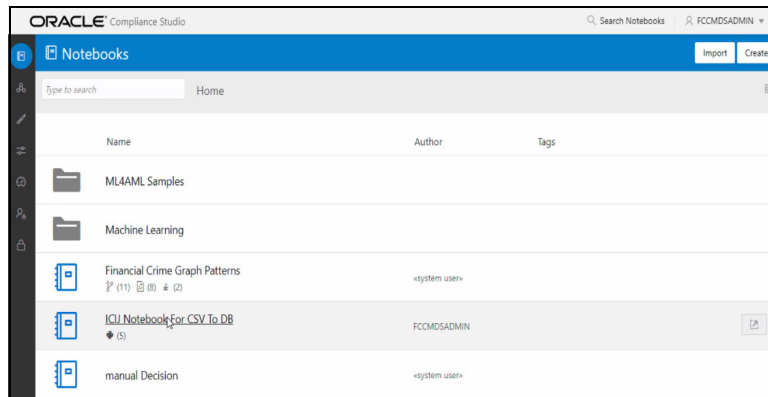 ORACLE® Compliance Studio
Search Notebooks
FCCMDSADMIN
Notebooks
Import
Create
Type to search
Home
Name
Author
Tags
ML4AML Samples
Machine Learning
Financial Crime Graph Patterns
(11) (8) (2)
«system user»
ICIJ Notebook For CSV To DB
(5)
FCCMDSADMIN
manual Decision
«system user»